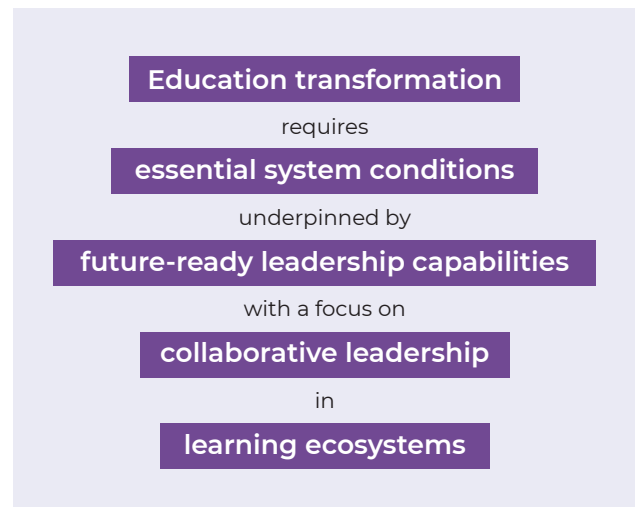 Education transformation
requires
essential system conditions
underpinned by
future-ready leadership capabilities
with a focus on
collaborative leadership
in
learning ecosystems